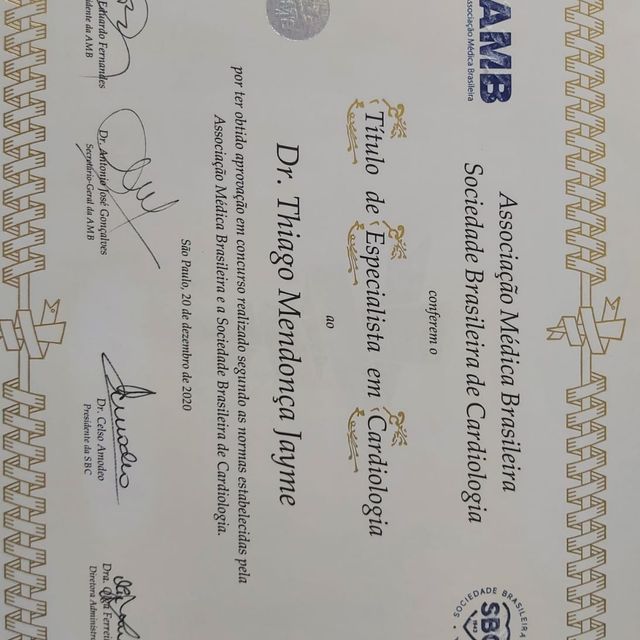 AMB
Associação Médica Brasileira
Associação Médica Brasileira
Sociedade Brasileira de Cardiologia
SOCIEDADE BRASILEIRA
SBC
conferem o
Título de Especialista em Cardiologia
ao
Dr. Thiago Mendonça Jayme
por ter obtido aprovação em concurso realizado segundo as normas estabelecidas pela
Associação Médica Brasileira e a Sociedade Brasileira de Cardiologia.
São Paulo, 20 de dezembro de 2020
Eduardo Fernandes
Presidente da AMB
Dr. Antonio José Gonçalves
Secretário-Geral da AMB
Dr. Celso Amodeo
Presidente da SBC
Dra.
Diretora